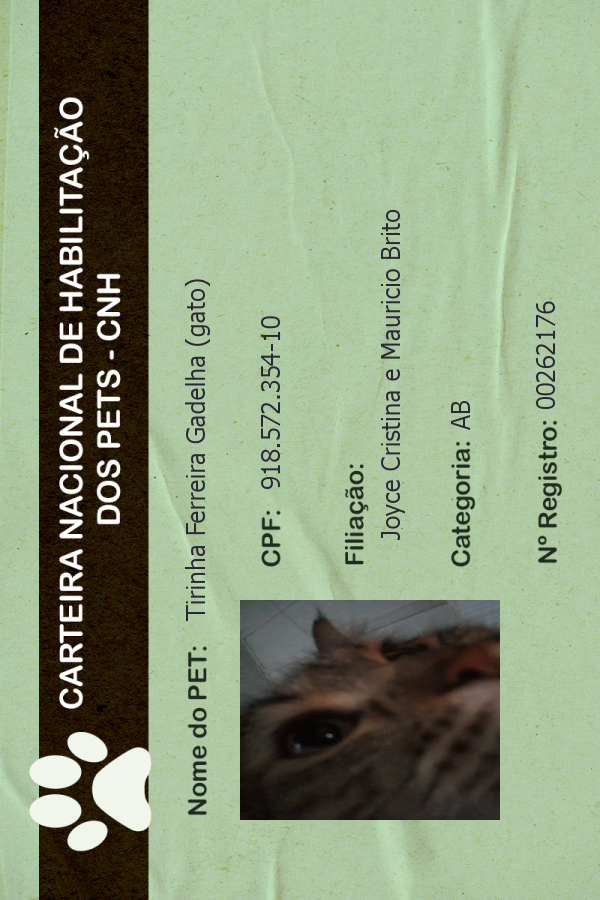 CARTEIRA NACIONAL DE HABILITAÇÃO
DOS PETS - CNH
Nome do PET: Tirinha Ferreira Gadelha (gato)
CPF: 918.572.354-10
Filiação:
Joyce Cristina e Mauricio Brito
Categoria: AB
Nº Registro: 00262176